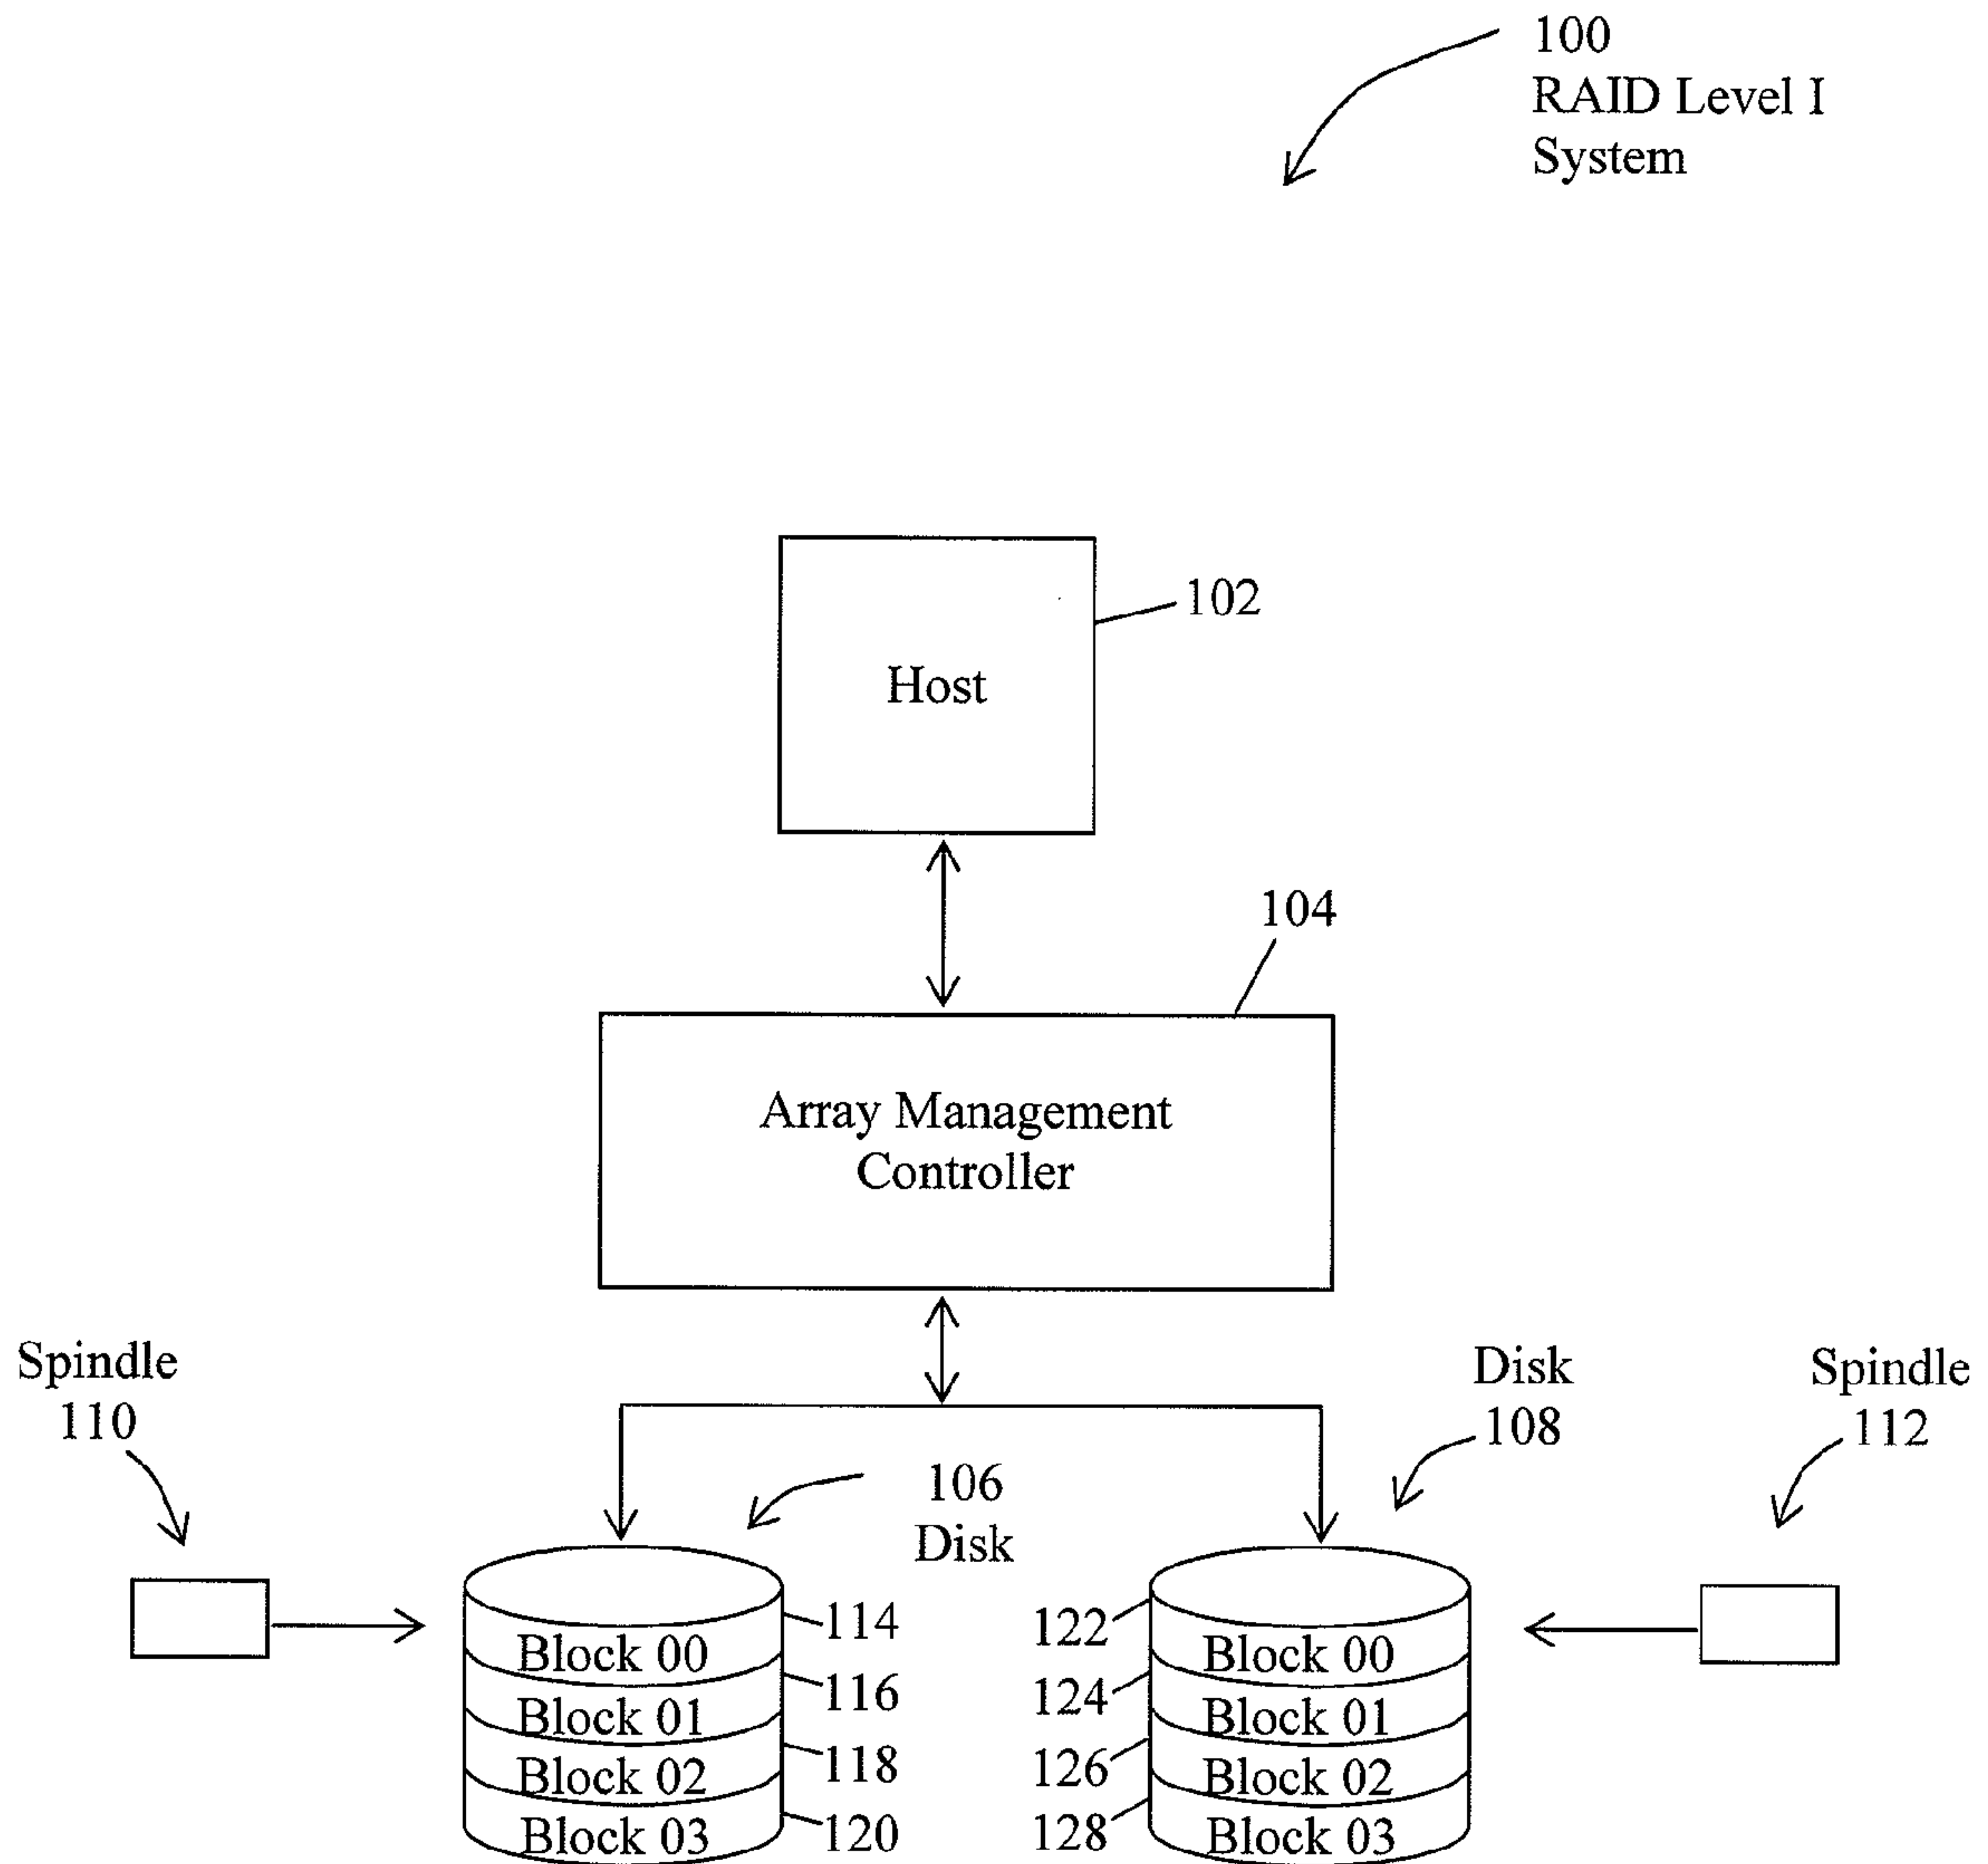 100
RAID Level I
System
102
Host
104
Array Management
Controller
Spindle
110
Disk
108
Spindle
112
106
Disk
114
Block 00
116
Block 01
118
Block 02
120
Block 03
122
Block 00
124
Block 01
126
Block 02
128
Block 03